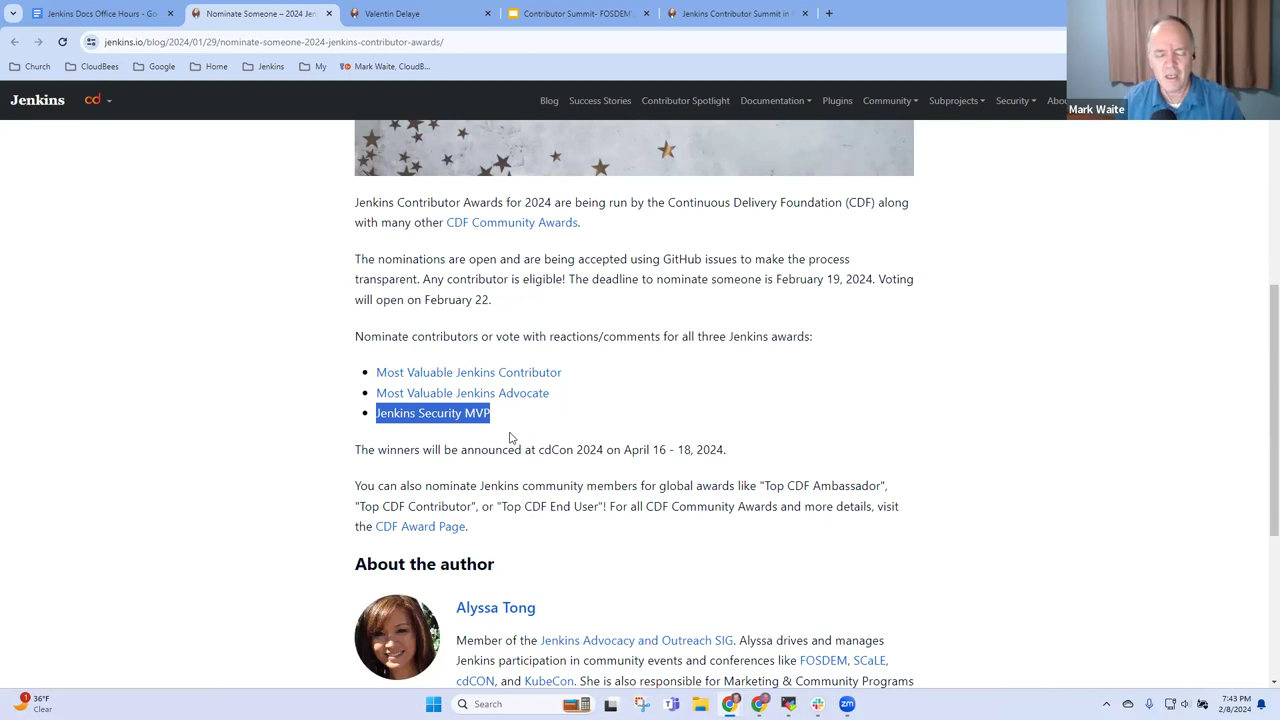 Jenkins Docs Office Hours - Go
Nominate Someone – 2024 Jen
Valentin Delaye
Contributor Summit- FOSDEM'
Jenkins Contributor Summit in
jenkins.io/blog/2024/01/29/nominate-someone-2024-jenkins-contributor-awards/
Church
CloudBees
Google
Home
Jenkins
My
Mark Waite, CloudB...
Jenkins
cd
Blog
Success Stories
Contributor Spotlight
Documentation
Plugins
Community
Subprojects
Security
Abou
Mark Waite
Jenkins Contributor Awards for 2024 are being run by the Continuous Delivery Foundation (CDF) along
with many other CDF Community Awards.
The nominations are open and are being accepted using GitHub issues to make the process
transparent. Any contributor is eligible! The deadline to nominate someone is February 19, 2024. Voting
will open on February 22.
Nominate contributors or vote with reactions/comments for all three Jenkins awards:
Most Valuable Jenkins Contributor
Most Valuable Jenkins Advocate
Jenkins Security MVP
The winners will be announced at cdCon 2024 on April 16 - 18, 2024.
You can also nominate Jenkins community members for global awards like "Top CDF Ambassador",
"Top CDF Contributor", or "Top CDF End User"! For all CDF Community Awards and more details, visit
the CDF Award Page.
About the author
Alyssa Tong
Member of the Jenkins Advocacy and Outreach SIG. Alyssa drives and manages
Jenkins participation in community events and conferences like FOSDEM, SCaLE,
cdCON, and KubeCon. She is also responsible for Marketing & Community Programs
1
36°F
Clear
Search
zm
7:43 PM
2/8/2024